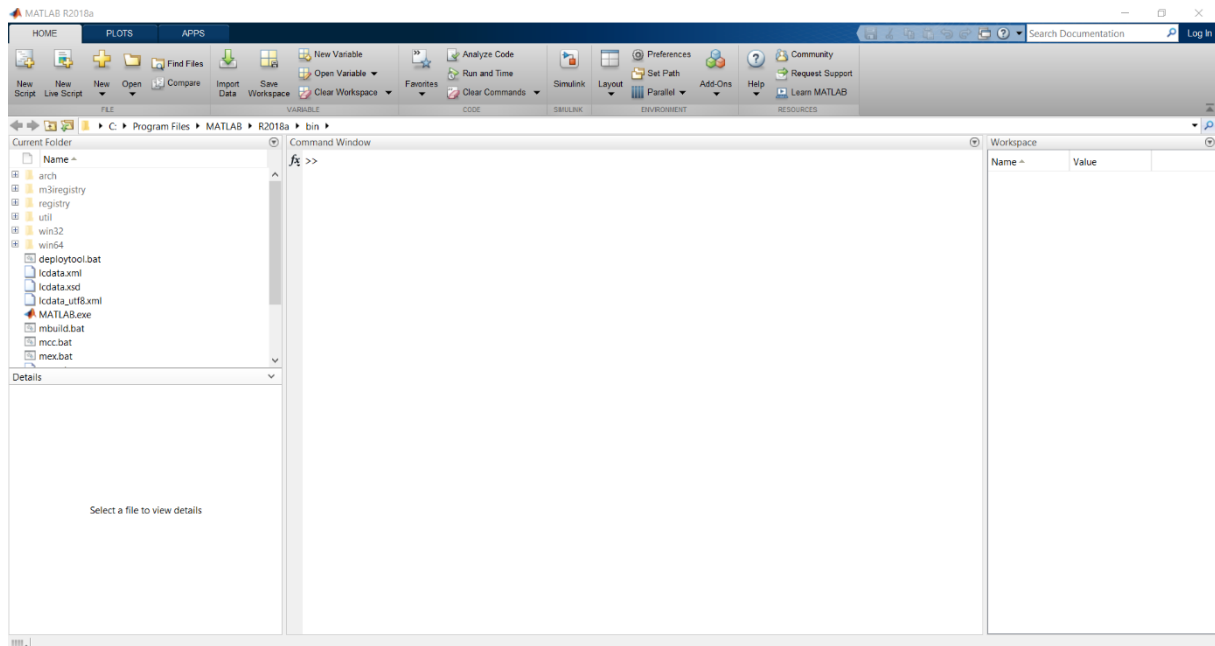 MATLAB R2018a
HOME PLOTS APPS
Search Documentation Log In
New Script
New Live Script
New
Open
Find Files
Compare
Import Data
Save Workspace
New Variable
Open Variable
Clear Workspace
Favorites
Analyze Code
Run and Time
Clear Commands
Simulink
Layout
Preferences
Set Path
Parallel
Add-Ons
Help
Community
Request Support
Learn MATLAB
FILE VARIABLE CODE SIMULINK ENVIRONMENT RESOURCES
C: Program Files MATLAB R2018a bin
Current Folder
Name
arch
m3iregistry
registry
util
win32
win64
deploytool.bat
lcdata.xml
lcdata.xsd
lcdata_utf8.xml
MATLAB.exe
mbuild.bat
mcc.bat
mex.bat
Details
Select a file to view details
Command Window
fx >>
Workspace
Name Value